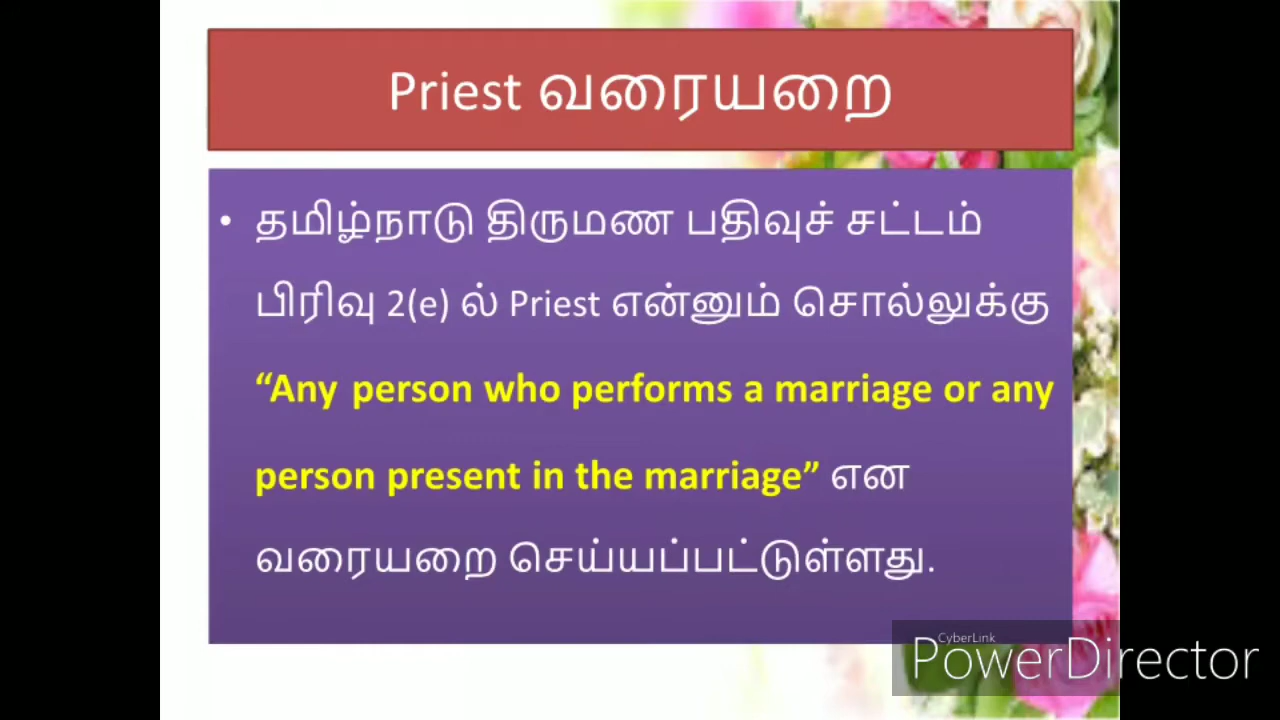 Priest வரையறை
• தமிழ்நாடு திருமண பதிவுச் சட்டம்
பிரிவு 2(e) ல் Priest என்னும் சொல்லுக்கு
“Any person who performs a marriage or any
person present in the marriage” என
வரையறை செய்யப்பட்டுள்ளது.
CyberLink
PowerDirector